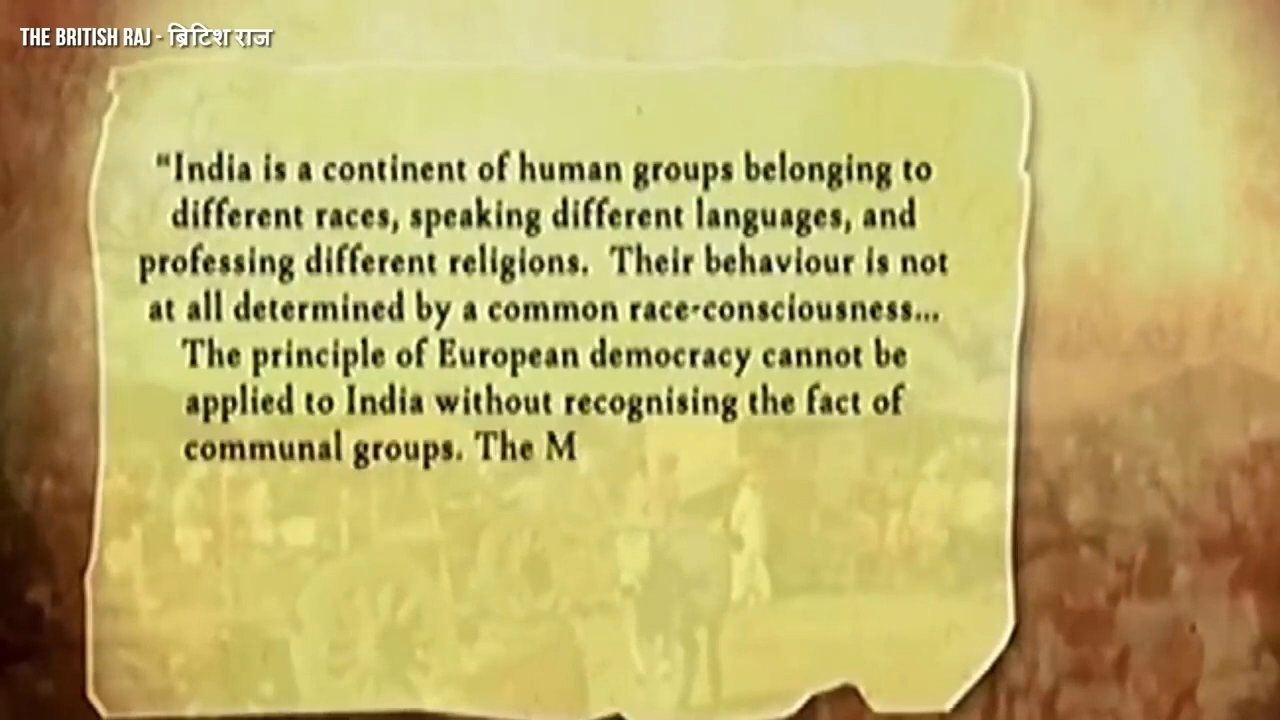 THE BRITISH RAJ - ब्रिटिश राज
"India is a continent of human groups belonging to
different races, speaking different languages, and
professing different religions. Their behaviour is not
at all determined by a common race-consciousness...
The principle of European democracy cannot be
applied to India without recognising the fact of
communal groups. The M